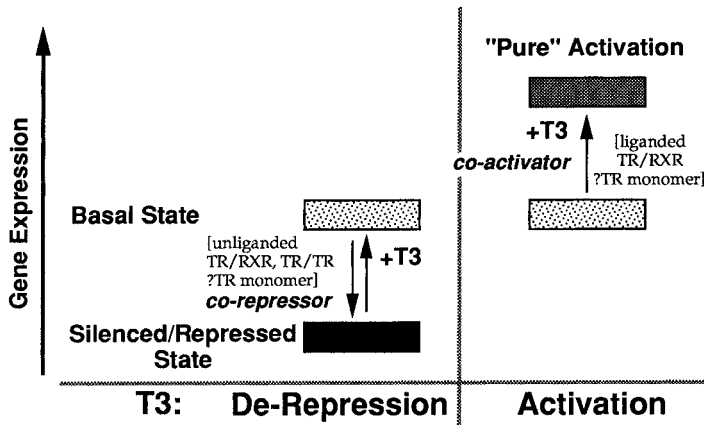 Gene Expression
"Pure" Activation
+T3
co-activator
[liganded
TR/RXR
?TR monomer]
Basal State
[unliganded
TR/RXR, TR/TR
?TR monomer]
co-repressor
+T3
Silenced/Repressed
State
T3: De-Repression Activation